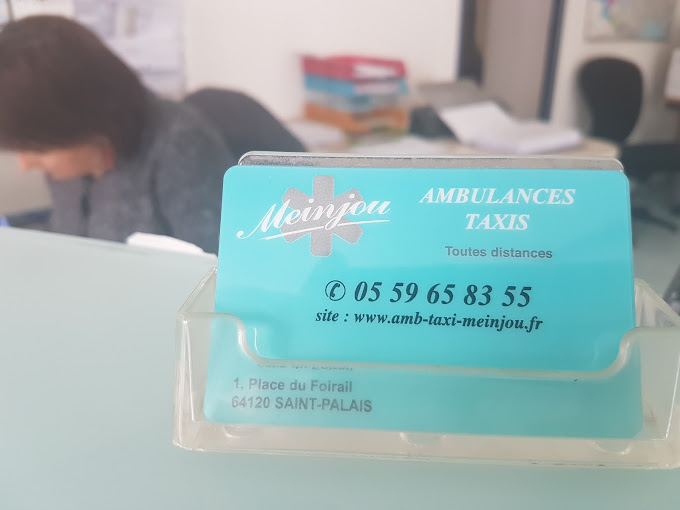 Meinjou
AMBULANCES
TAXIS
Toutes distances
✆ 05 59 65 83 55
site : www.amb-taxi-meinjou.fr
1, Place du Foirail
64120 SAINT-PALAIS